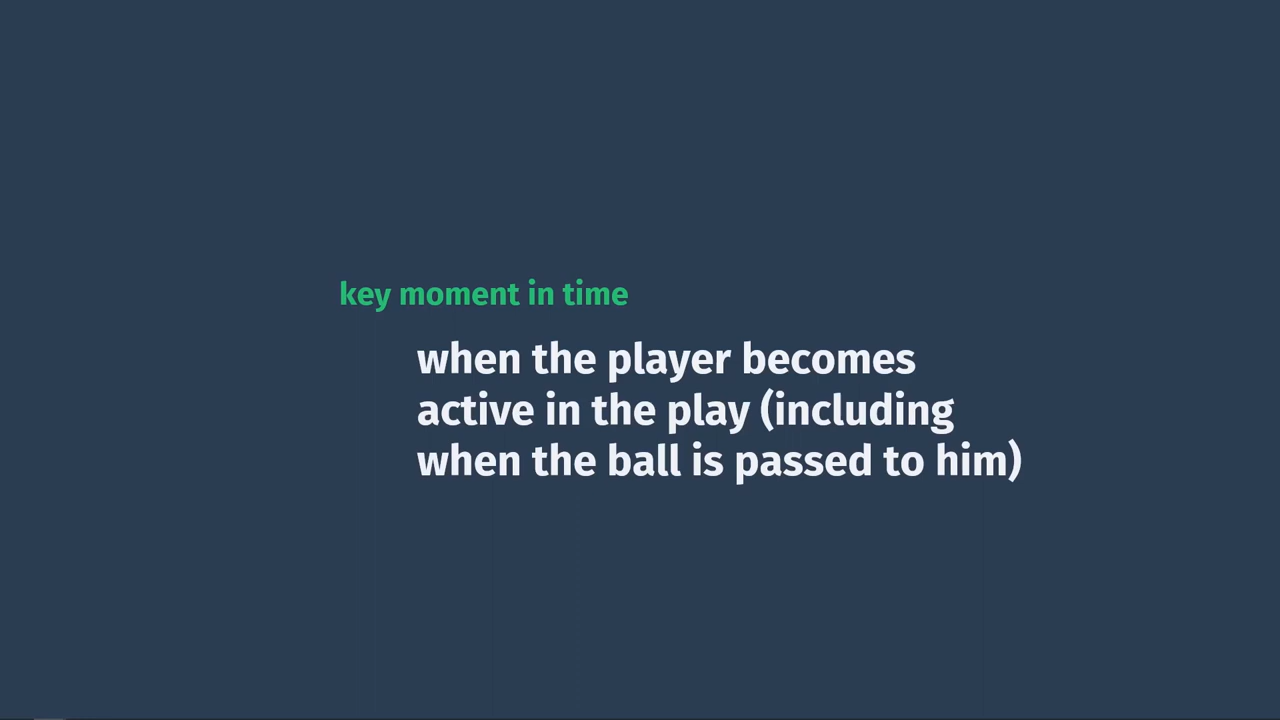 key moment in time
when the player becomes
active in the play (including
when the ball is passed to him)